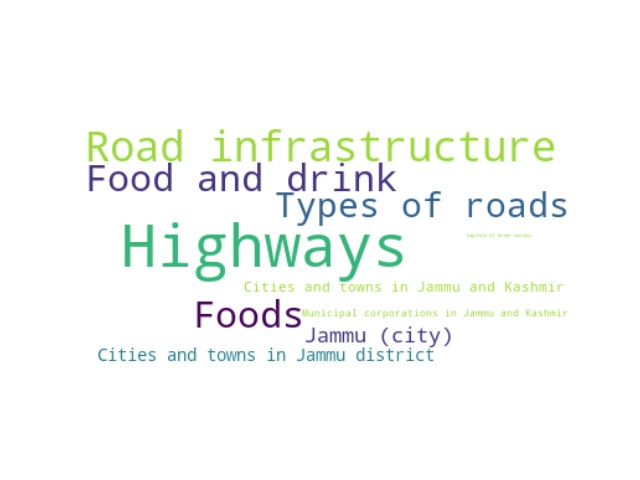 Road infrastructure
Food and drink
Types of roads
Highways
Cities and towns in Jammu and Kashmir
Foods
Municipal corporations in Jammu and Kashmir
Jammu (city)
Cities and towns in Jammu district